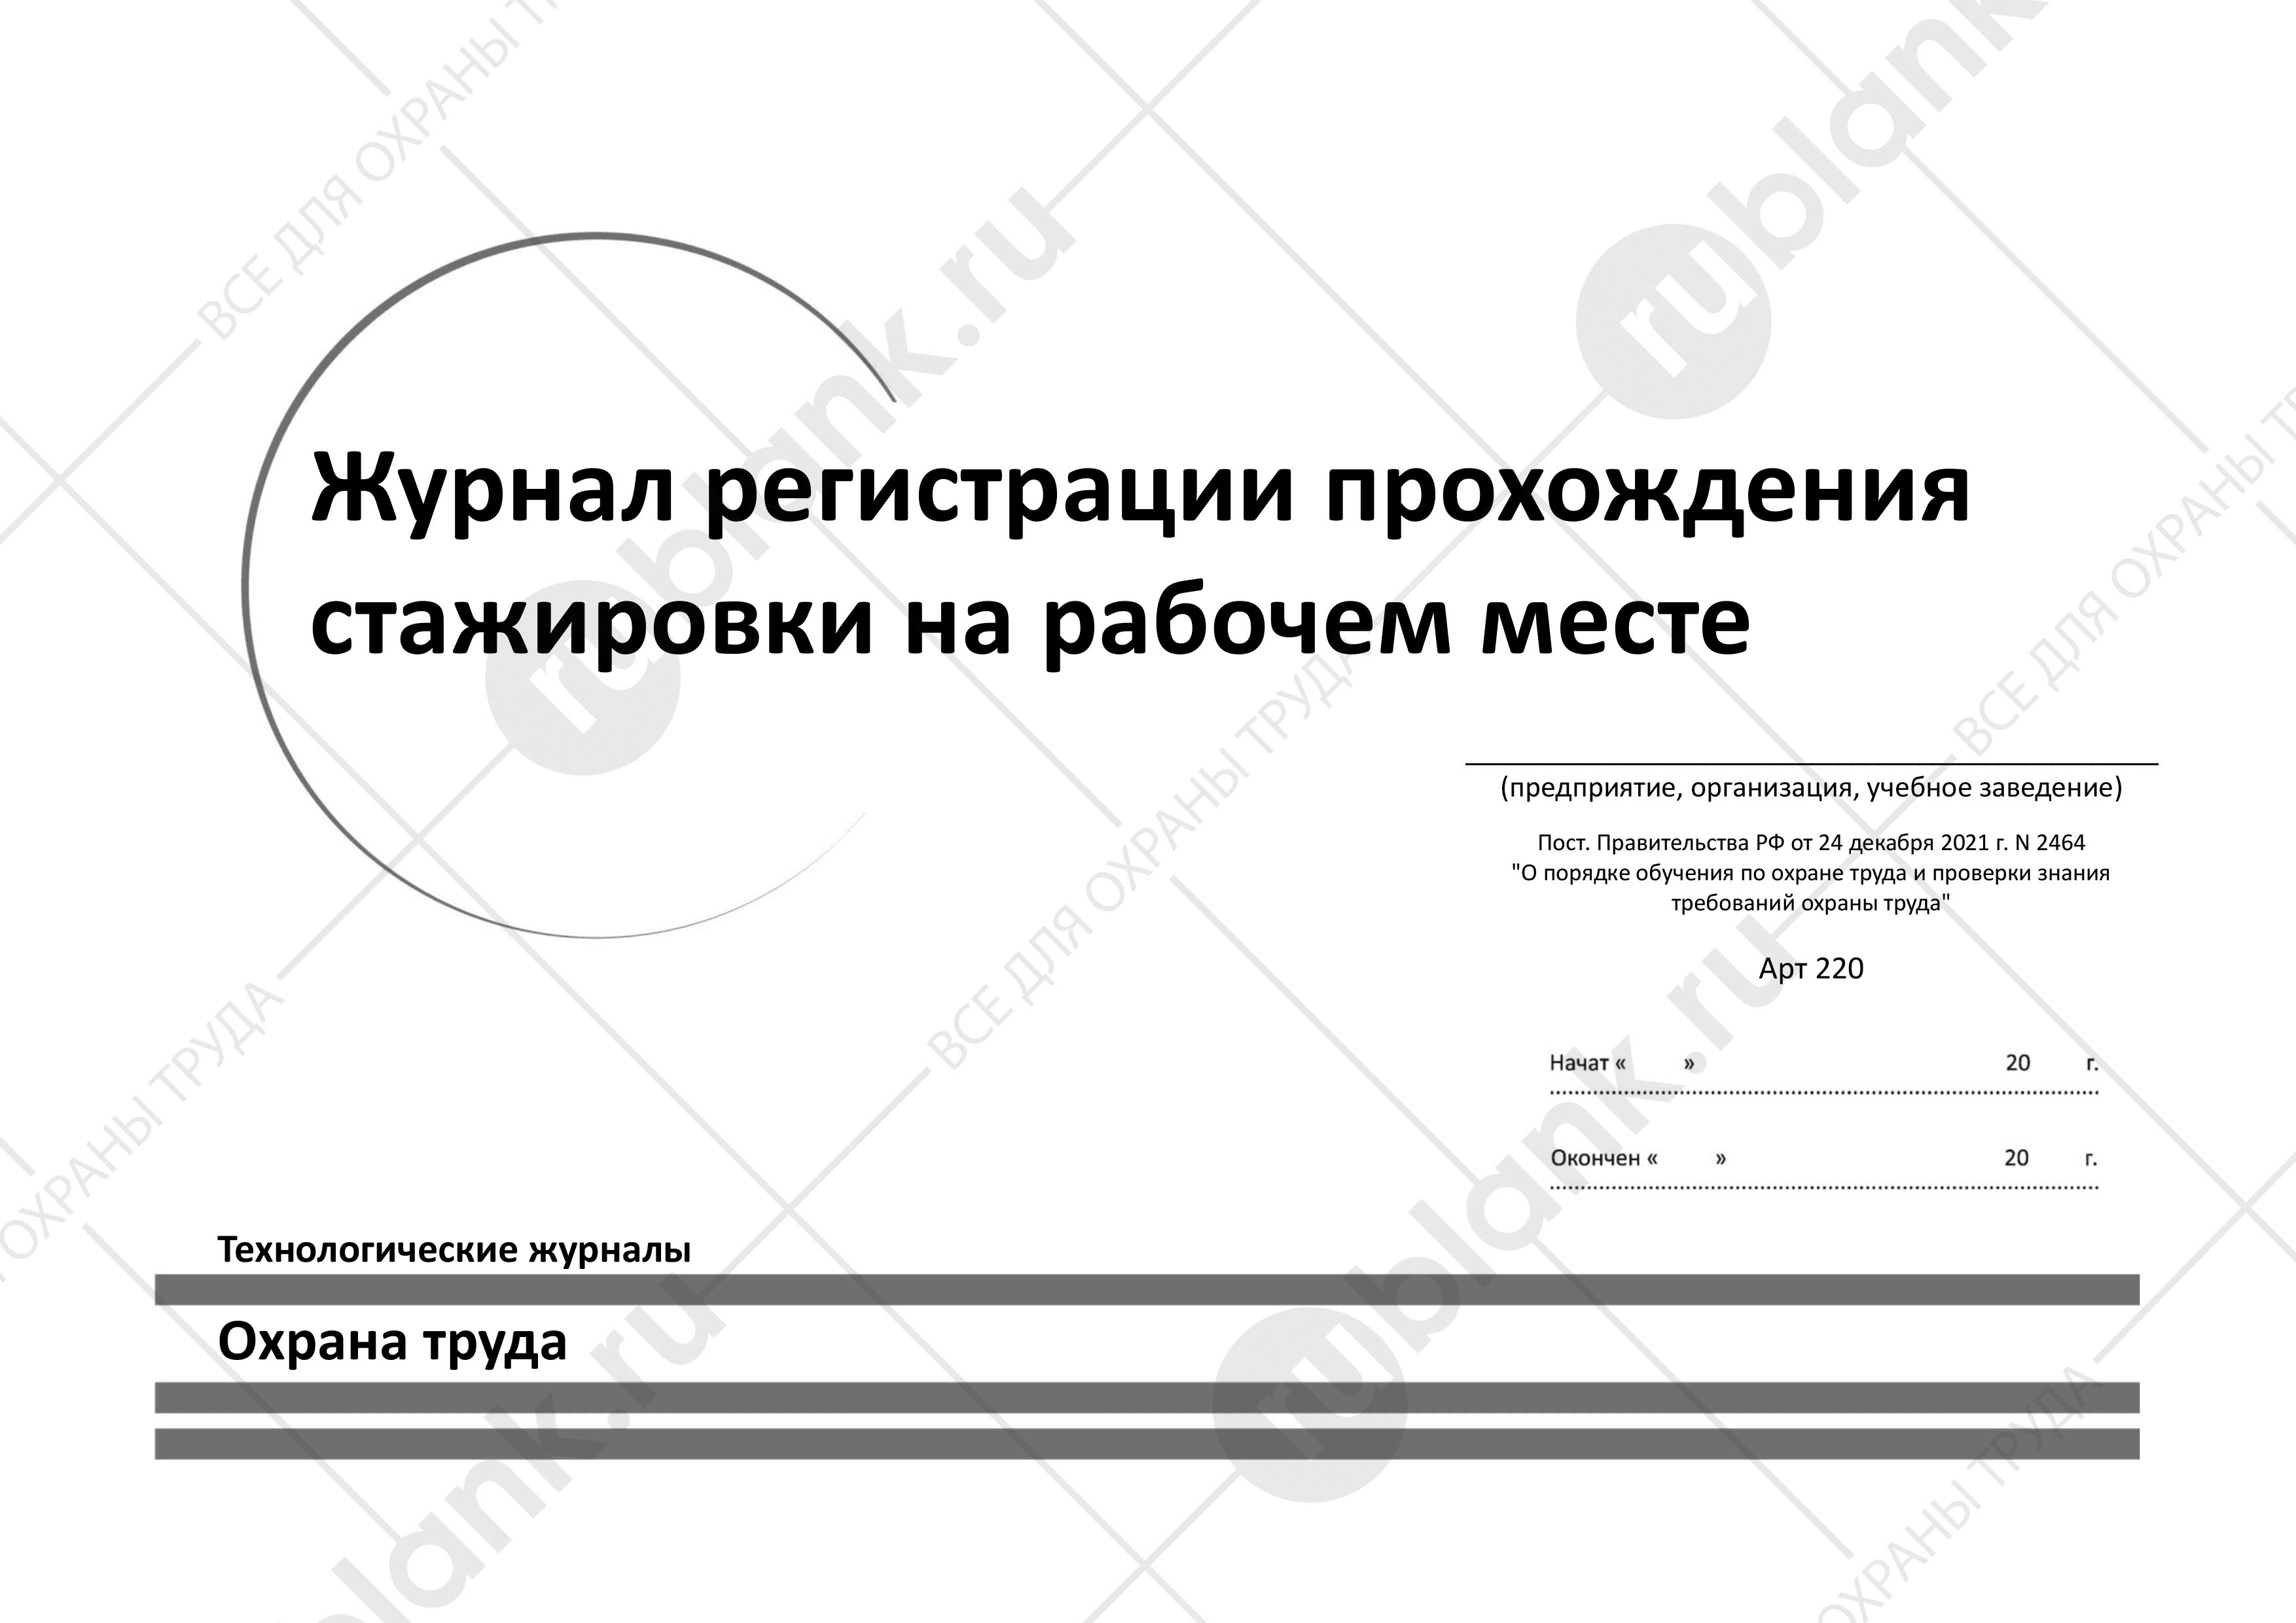 Журнал регистрации прохождения
стажировки на рабочем месте
(предприятие, организация, учебное заведение)
Пост. Правительства РФ от 24 декабря 2021 г. N 2464
"О порядке обучения по охране труда и проверки знания
требований охраны труда"
Арт 220
Начат « » 20 г.
Окончен « » 20 г.
Технологические журналы
Охрана труда
rublank.ru
ВСЕ ДЛЯ ОХРАНЫ ТРУДА